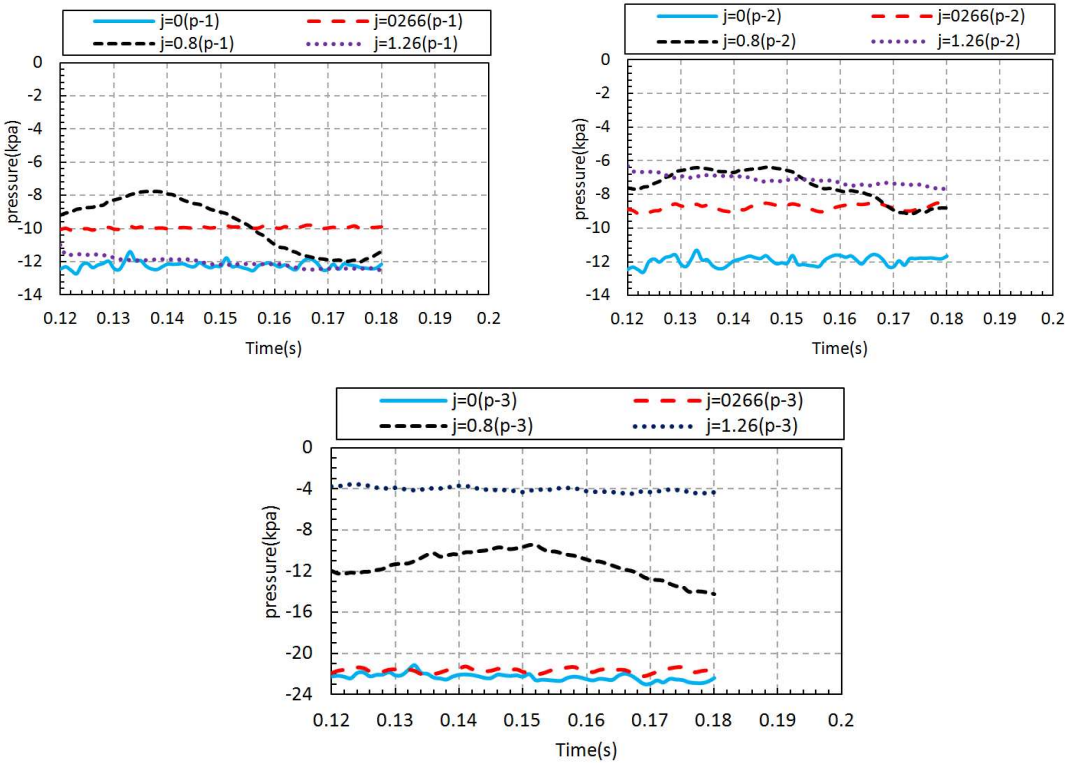 j=0(p-1) j=0266(p-1)
j=0.8(p-1) j=1.26(p-1)
0
-2
-4
-6
-8
-10
-12
-14
pressure(kpa)
0.12 0.13 0.14 0.15 0.16 0.17 0.18 0.19 0.2
Time(s)
j=0(p-2) j=0266(p-2)
j=0.8(p-2) j=1.26(p-2)
0
-2
-4
-6
-8
-10
-12
-14
pressure(kpa)
0.12 0.13 0.14 0.15 0.16 0.17 0.18 0.19 0.2
Time(s)
j=0(p-3) j=0266(p-3)
j=0.8(p-3) j=1.26(p-3)
0
-4
-8
-12
-16
-20
-24
pressure(kpa)
0.12 0.13 0.14 0.15 0.16 0.17 0.18 0.19 0.2
Time(s)